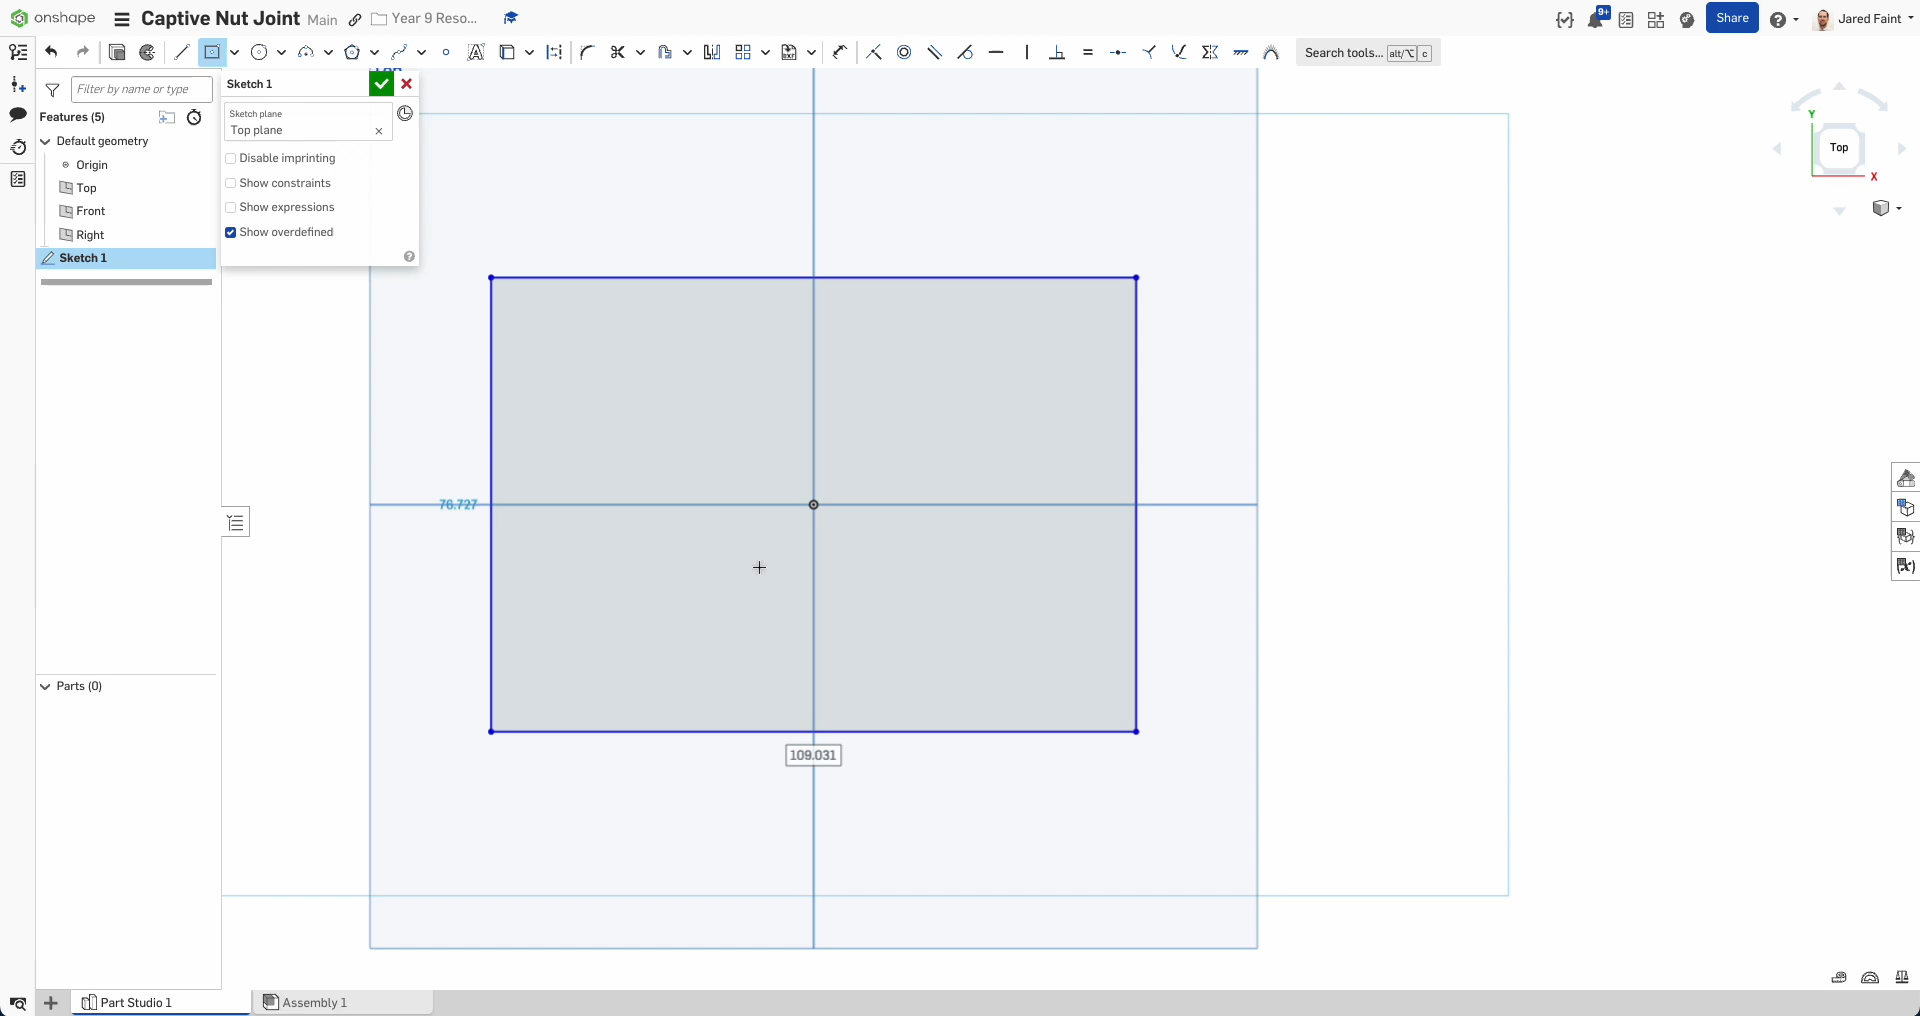 onshape
Captive Nut Joint
Main
Year 9 Reso...
9+
Share
Jared Faint
Search tools...
alt/⌥
c
Filter by name or type
Features (5)
Default geometry
Origin
Top
Front
Right
Sketch 1
Parts (0)
Sketch 1
Sketch plane
Top plane
Disable imprinting
Show constraints
Show expressions
Show overdefined
76.727
109.031
Y
Top
X
Part Studio 1
Assembly 1